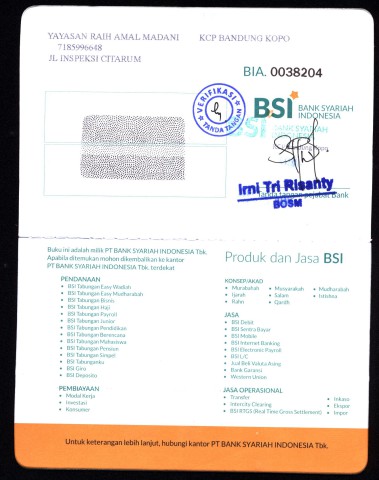 YAYASAN RAIH AMAL MADANI KCP BANDUNG KOPO
7185996648
JL INSPEKSI CITARUM
BIA. 0038204
VERIFIKASI
TANDA TANGAN
BSI BANK SYARIAH
INDONESIA
Irni Tri Risanty
BOSM
Tanda tangan pejabat Bank
Buku ini adalah milik PT BANK SYARIAH INDONESIA Tbk.
Apabila ditemukan mohon dikembalikan ke kantor
PT BANK SYARIAH INDONESIA Tbk. terdekat
PENDANAAN
• BSI Tabungan Easy Wadiah
• BSI Tabungan Easy Mudharabah
• BSI Tabungan Bisnis
• BSI Tabungan Haji
• BSI Tabungan Payroll
• BSI Tabungan Junior
• BSI Tabungan Pendidikan
• BSI Tabungan Berencana
• BSI Tabungan Mahasiswa
• BSI Tabungan Pensiun
• BSI Tabungan Simpel
• BSI Tabunganku
• BSI Giro
• BSI Deposito
PEMBIAYAAN
• Modal Kerja
• Investasi
• Konsumer
Produk dan Jasa BSI
KONSEP/AKAD
• Murabahah • Musyarakah • Mudharabah
• Ijarah • Salam • Istishna
• Rahn • Qardh
JASA
• BSI Debit
• BSI Sentra Bayar
• BSI Mobile
• BSI Internet Banking
• BSI Electronic Payroll
• BSI L/C
• Jual Beli Valuta Asing
• Bank Garansi
• Western Union
JASA OPERASIONAL
• Transfer • Inkaso
• Intercity Clearing • Ekspor
• BSI RTGS (Real Time Gross Settlement) • Impor
Untuk keterangan lebih lanjut, hubungi kantor PT BANK SYARIAH INDONESIA Tbk.